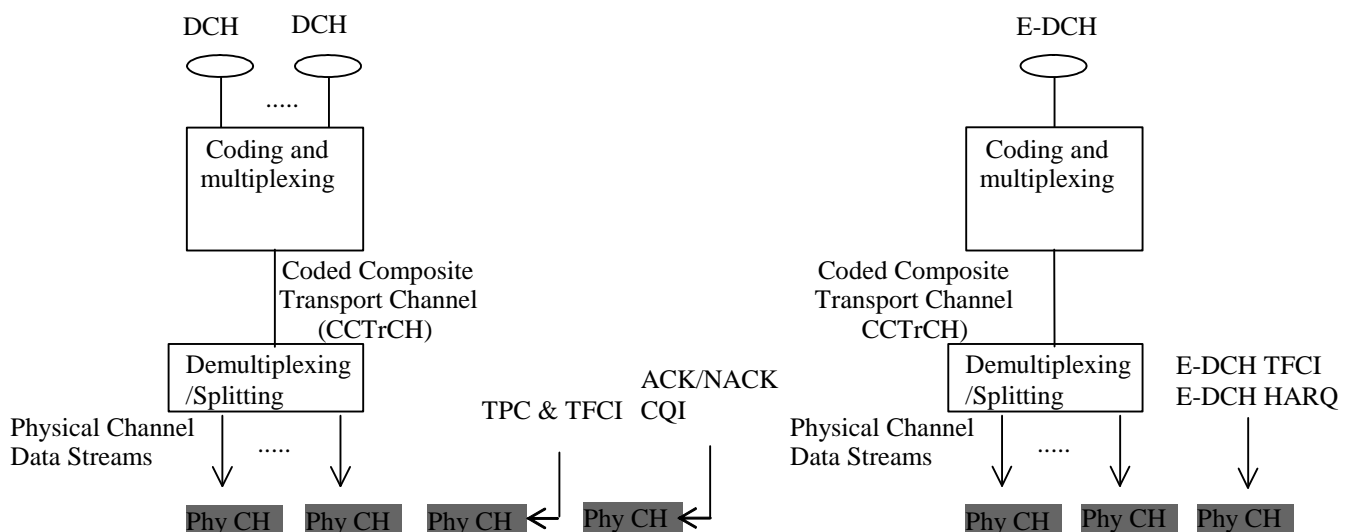 DCH
DCH
.....
Coding and
multiplexing
Coded Composite
Transport Channel
(CCTrCH)
Demultiplexing
/Splitting
Physical Channel
Data Streams
.....
TPC & TFCI
ACK/NACK
CQI
Phy CH
Phy CH
Phy CH
Phy CH
E-DCH
Coding and
multiplexing
Coded Composite
Transport Channel
CCTrCH)
Demultiplexing
/Splitting
Physical Channel
Data Streams
.....
E-DCH TFCI
E-DCH HARQ
Phy CH
Phy CH
Phy CH